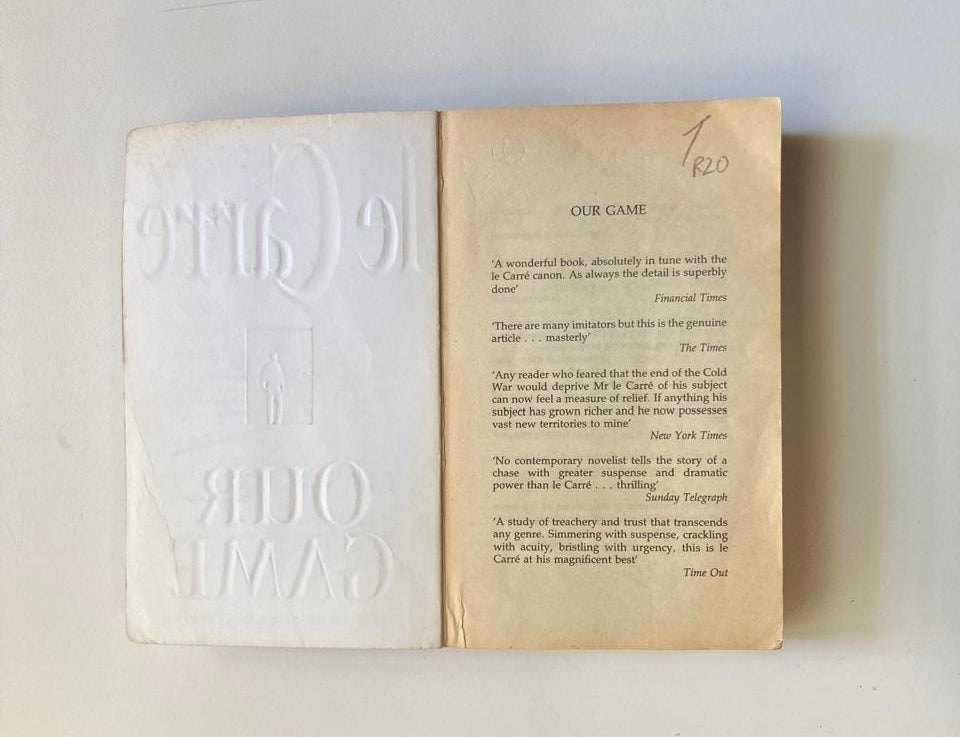 le Carré
OUR
GAME
1
R20
OUR GAME
'A wonderful book, absolutely in tune with the
le Carré canon. As always the detail is superbly
done'
Financial Times
'There are many imitators but this is the genuine
article . . . masterly'
The Times
'Any reader who feared that the end of the Cold
War would deprive Mr le Carré of his subject
can now feel a measure of relief. If anything his
subject has grown richer and he now possesses
vast new territories to mine'
New York Times
'No contemporary novelist tells the story of a
chase with greater suspense and dramatic
power than le Carré . . . thrilling'
Sunday Telegraph
'A study of treachery and trust that transcends
any genre. Simmering with suspense, crackling
with acuity, bristling with urgency, this is le
Carré at his magnificent best'
Time Out